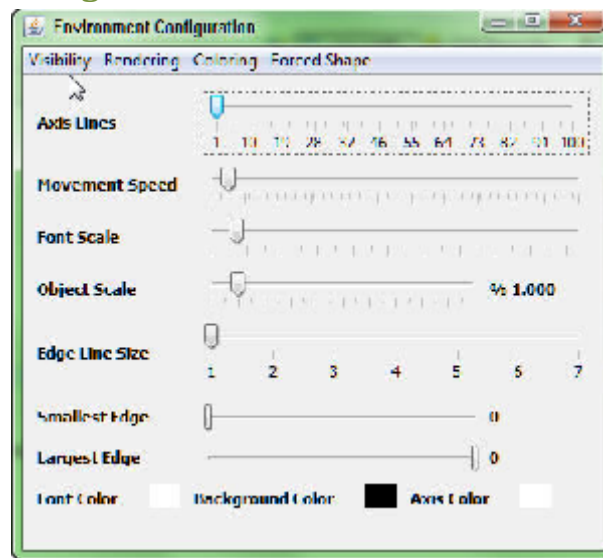 Environment Configuration
Visibility Rendering Coloring Forced Shape
Axis Lines
1 10 19 28 37 46 55 64 73 82 91 100
Movement Speed
Font Scale
Object Scale % 1.000
Edge Line Size
1 2 3 4 5 6 7
Smallest Edge 0
Largest Edge 0
Font Color Background Color Axis Color